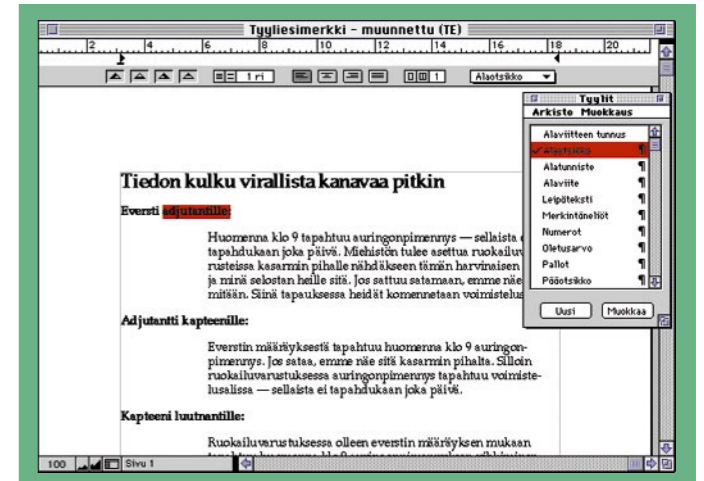 Tyyliesimerkki – muunnettu (TE)
2 4 6 8 10 12 14 16 18 20
1 ri 1 Alaotsikko
Tyylit
Arkisto Muokkaus
Alaviitteen tunnus
Alaotsikko ¶
Alatunniste ¶
Alaviite ¶
Leipäteksti ¶
Merkintäneliöt ¶
Numerot ¶
Oletusarvo ¶
Pallot ¶
Pääotsikko ¶
Uusi Muokkaa
Tiedon kulku virallista kanavaa pitkin
Eversti adjutantille:
Huomenna klo 9 tapahtuu auringonpimennys — sellaista
tapahdukaan joka päivä. Miehistön tulee asettua ruokailuv
rusteissa kasarmin pihalle nähdäkseen tämän harvinaisen
ja minä selostan heille sitä. Jos sattuu satamaan, emme näe
mitään. Siinä tapauksessa heidät komennetaan voimistelus
Adjutantti kapteenille:
Everstin määräyksestä tapahtuu huomenna klo 9 auringon-
pimennys. Jos sataa, emme näe sitä kasarmin pihalta. Silloin
ruokailuvarustuksessa auringonpimennys tapahtuu voimiste-
lusalissa — sellaista ei tapahdukaan joka päivä.
Kapteeni luutnantille:
Ruokailuvarustuksessa olleen everstin määräyksen mukaan
100 Sivu 1